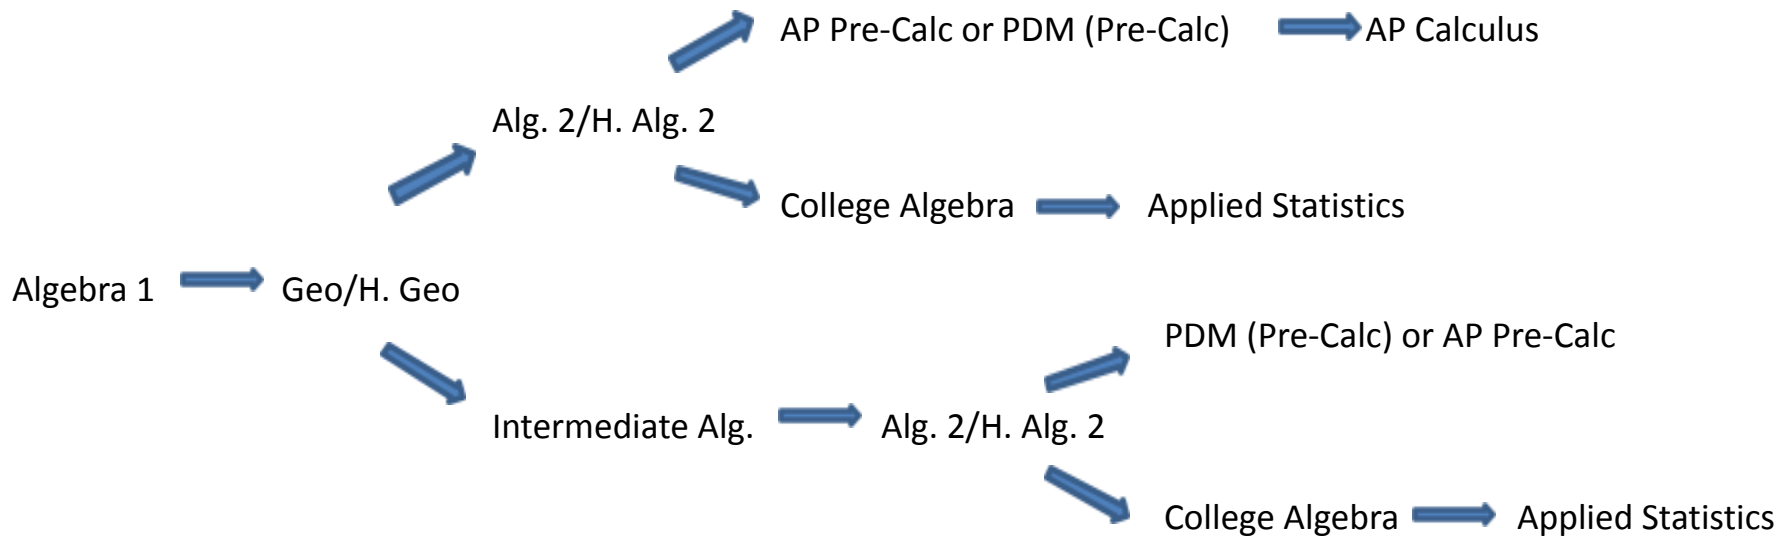 AP Pre-Calc or PDM (Pre-Calc)
AP Calculus
Alg. 2/H. Alg. 2
College Algebra
Applied Statistics
Algebra 1
Geo/H. Geo
PDM (Pre-Calc) or AP Pre-Calc
Intermediate Alg.
Alg. 2/H. Alg. 2
College Algebra
Applied Statistics